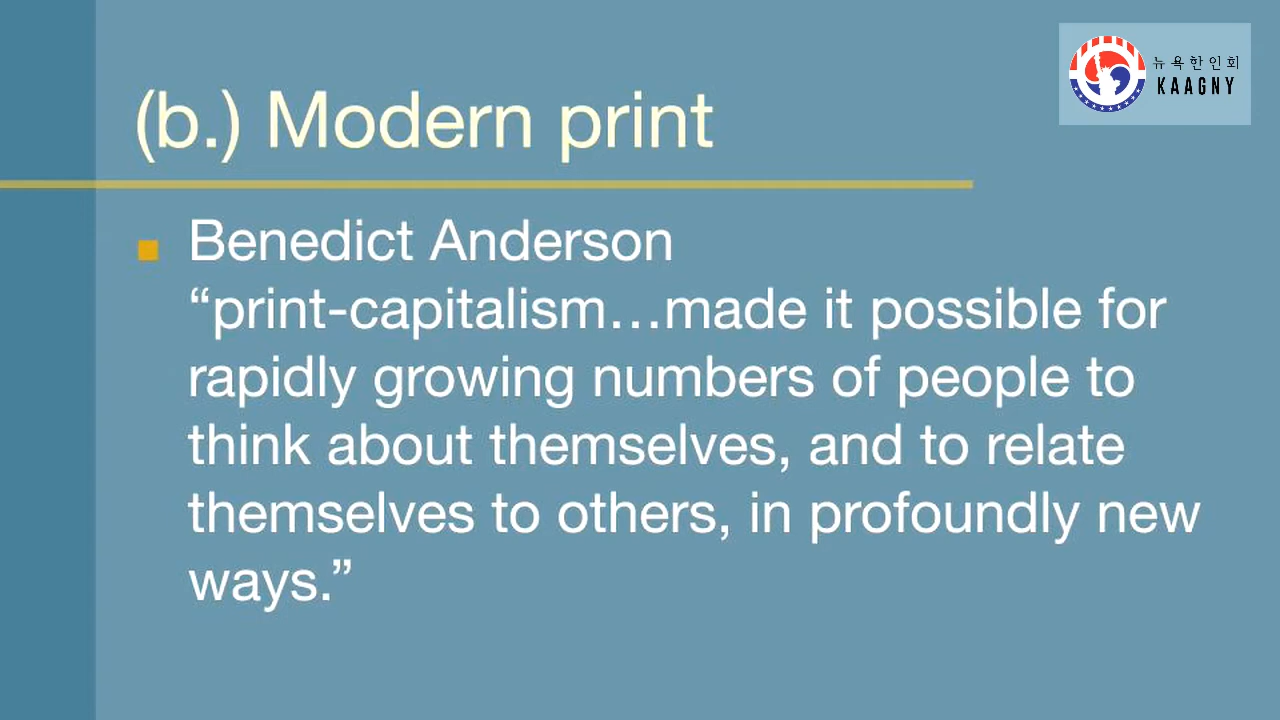 뉴욕한인회
KAAGNY
(b.) Modern print
Benedict Anderson
“print-capitalism…made it possible for
rapidly growing numbers of people to
think about themselves, and to relate
themselves to others, in profoundly new
ways.”